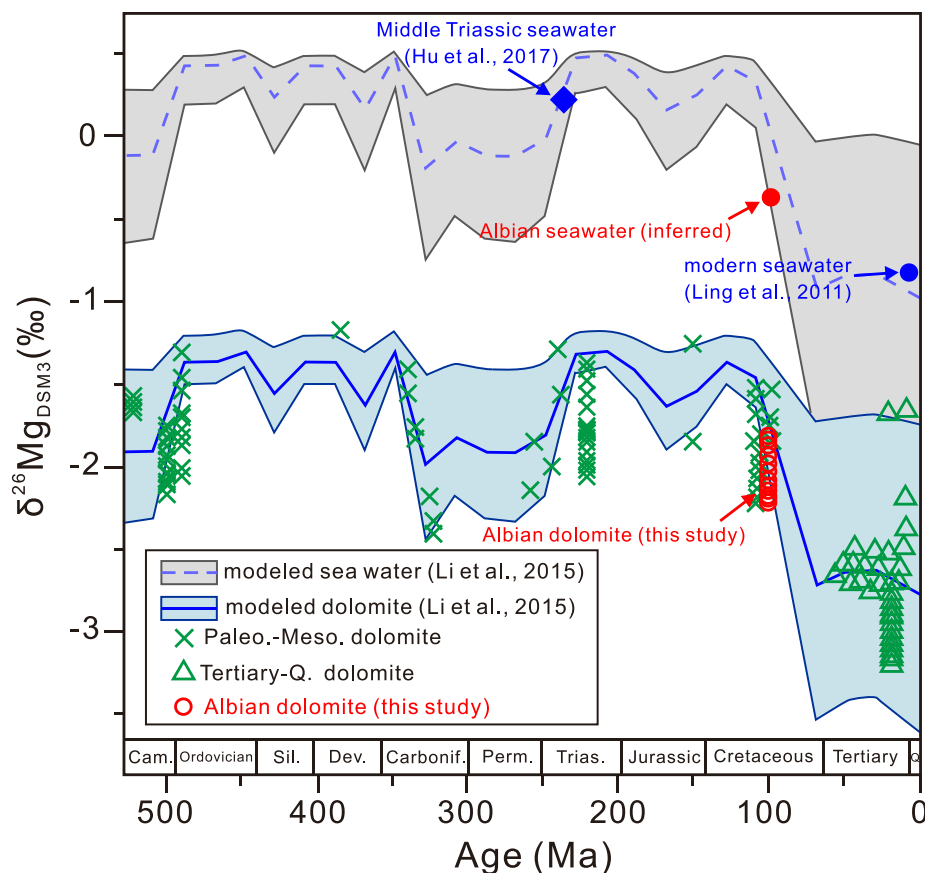 Middle Triassic seawater
(Hu et al., 2017)
0
Albian seawater (inferred)
modern seawater
(Ling et al., 2011)
-1
δ²⁶Mg_DSM3(‰)
-2
Albian dolomite (this study)
modeled sea water (Li et al., 2015)
modeled dolomite (Li et al., 2015)
-3
Paleo.-Meso. dolomite
Tertiary-Q. dolomite
Albian dolomite (this study)
Cam. Ordovician Sil. Dev. Carbonif. Perm. Trias. Jurassic Cretaceous Tertiary Q
500 400 300 200 100 0
Age (Ma)